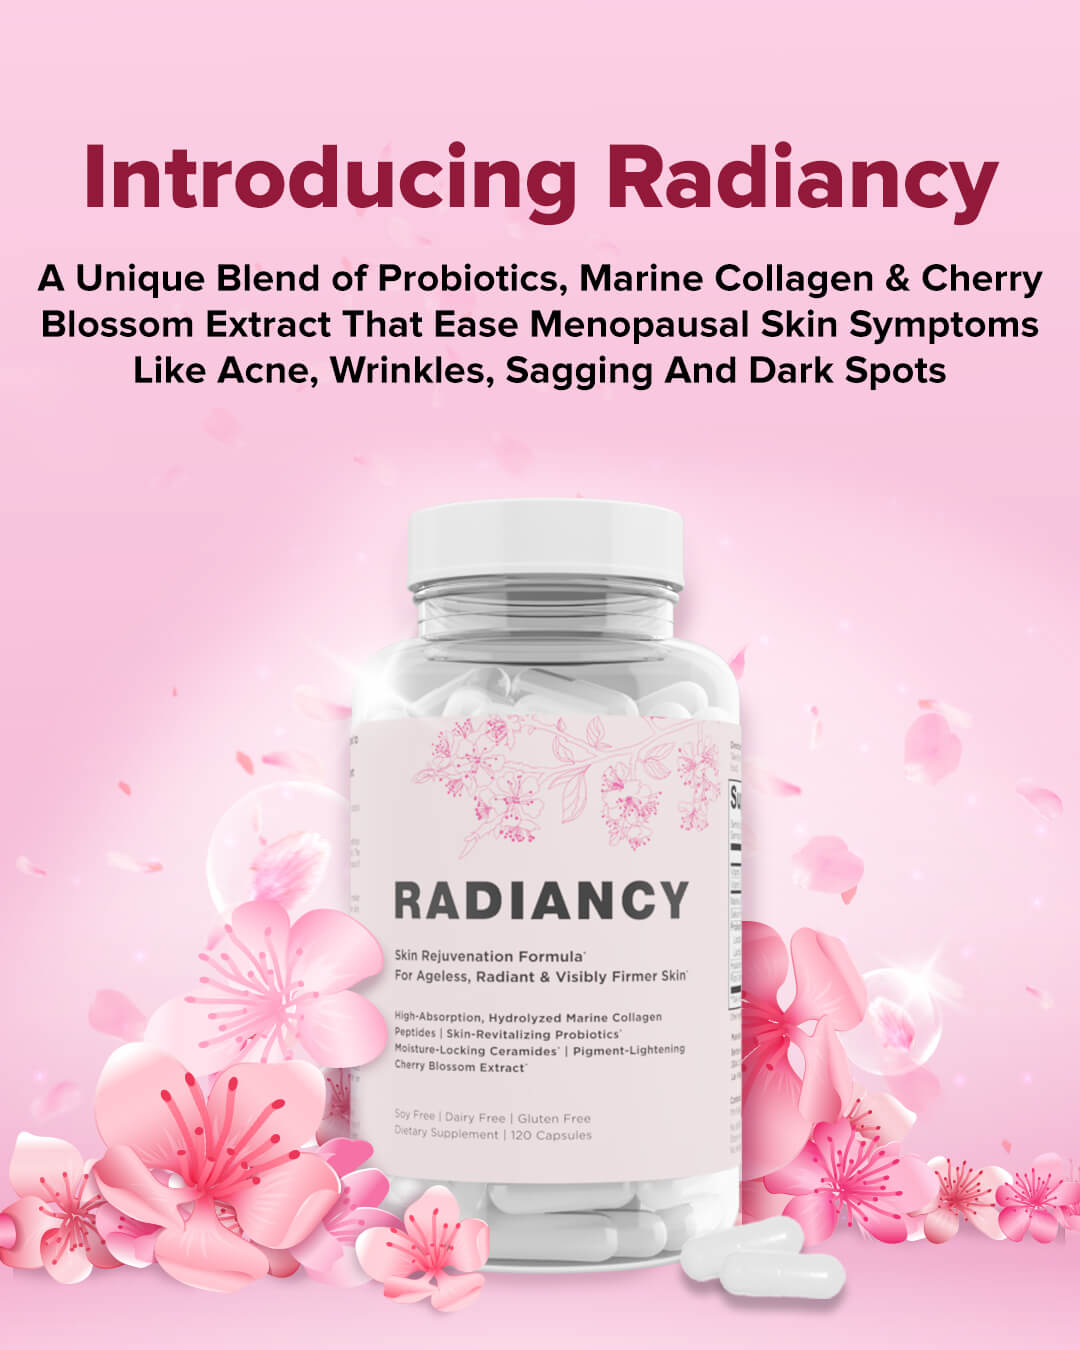 Introducing Radiancy
A Unique Blend of Probiotics, Marine Collagen & Cherry
Blossom Extract That Ease Menopausal Skin Symptoms
Like Acne, Wrinkles, Sagging And Dark Spots
RADIANCY
Skin Rejuvenation Formula*
For Ageless, Radiant & Visibly Firmer Skin*
High-Absorption, Hydrolyzed Marine Collagen
Peptides | Skin-Revitalizing Probiotics*
Moisture-Locking Ceramides* | Pigment-Lightening
Cherry Blossom Extract*
Soy Free | Dairy Free | Gluten Free
Dietary Supplement | 120 Capsules